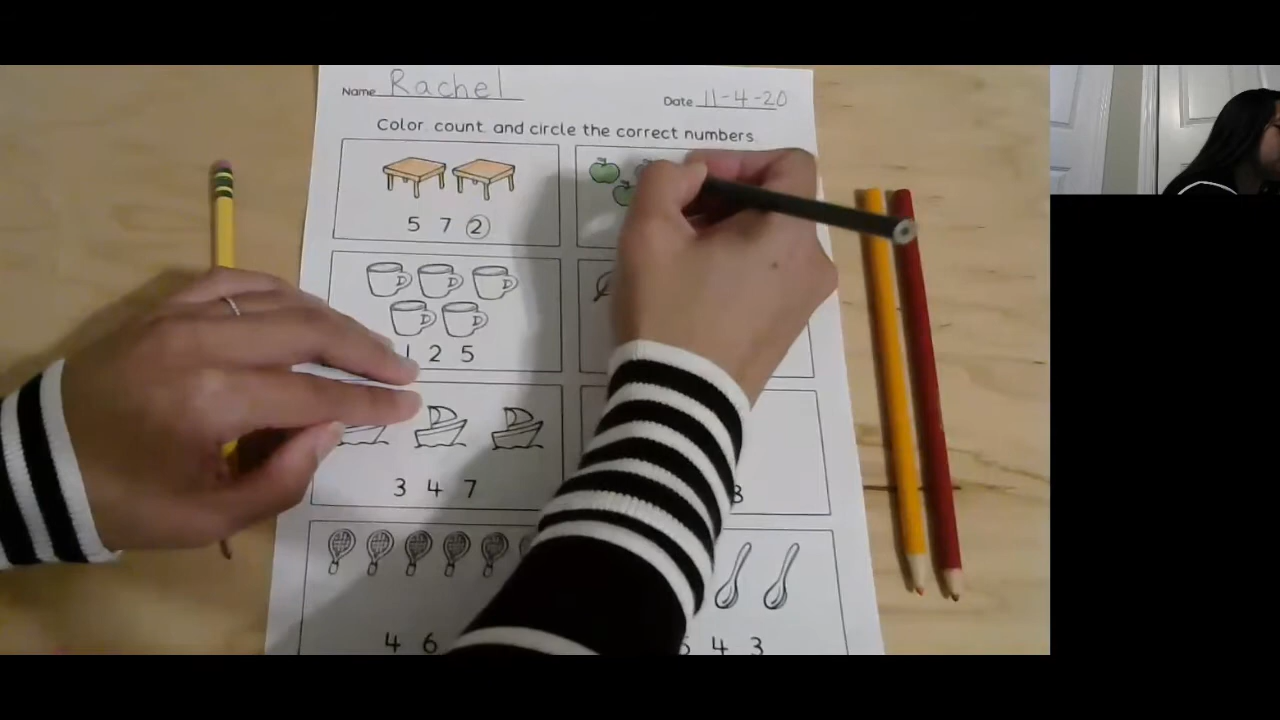 Name Rachel
Date 11-4-20
Color, count, and circle the correct numbers.
5 7 2
1 2 5
3 4 7
4 6
4 3